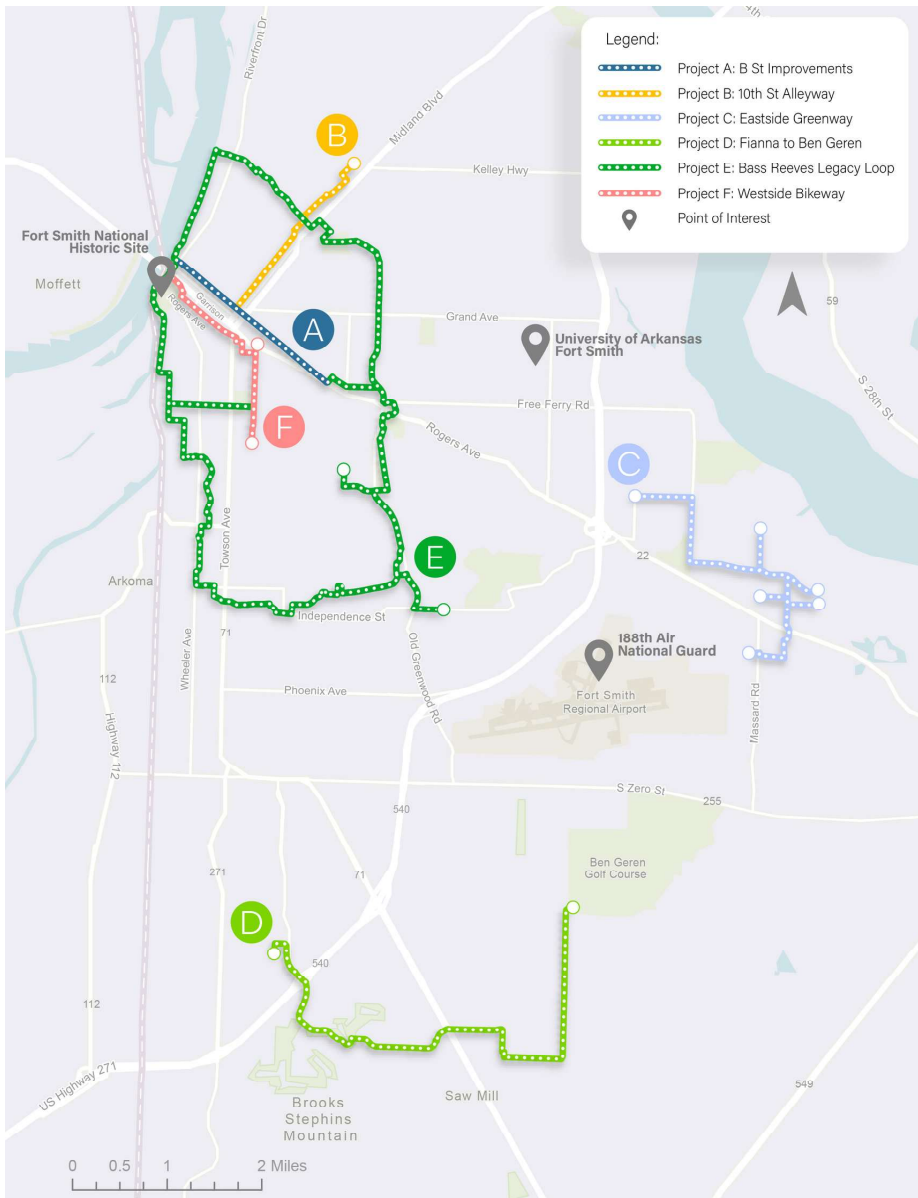 Legend:
Project A: B St Improvements
Project B: 10th St Alleyway
Project C: Eastside Greenway
Project D: Fianna to Ben Geren
Project E: Bass Reeves Legacy Loop
Project F: Westside Bikeway
Point of Interest
Riverfront Dr
Midland Blvd
B
Kelley Hwy
Fort Smith National
Historic Site
Moffett
Rogers Ave
Garrison
A
Grand Ave
University of Arkansas
Fort Smith
59
S 28th St
Free Ferry Rd
F
Rogers Ave
C
Towson Ave
E
22
Arkoma
Independence St
71
Wheeler Ave
Old Greenwood Rd
188th Air
National Guard
Fort Smith
Regional Airport
Massard Rd
112
Phoenix Ave
Highway 112
S Zero St
255
540
Ben Geren
Golf Course
271
71
D
540
112
US Highway 271
Saw Mill
549
Brooks
Stephins
Mountain
0 0.5 1 2 Miles